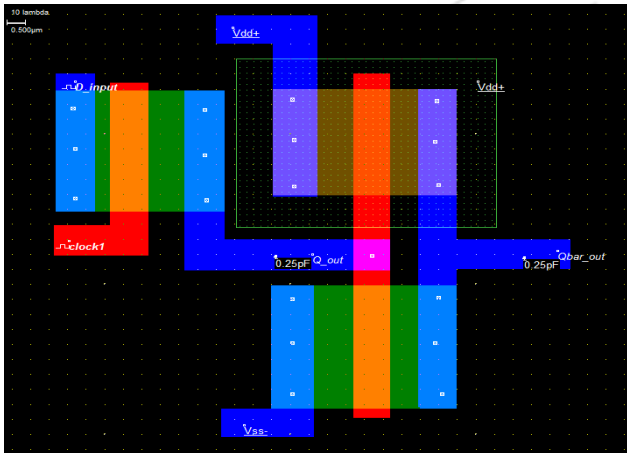 10 lambda
0.500µm
Vdd+
D_input
Vdd+
clock1
0.25pF
Q_out
0,25pF
Qbar_out
Vss-